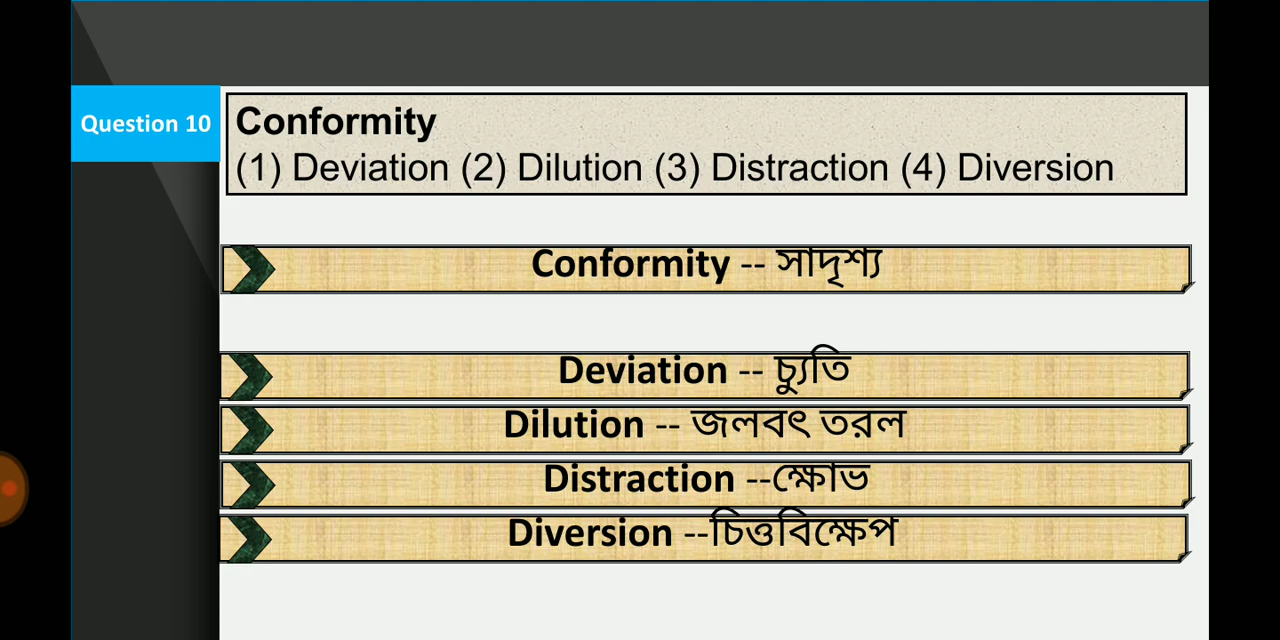 Question 10
Conformity
(1) Deviation (2) Dilution (3) Distraction (4) Diversion
Conformity -- সাদৃশ্য
Deviation -- চ্যুতি
Dilution -- জলবৎ তরল
Distraction --ক্ষোভ
Diversion --চিত্তবিক্ষেপ